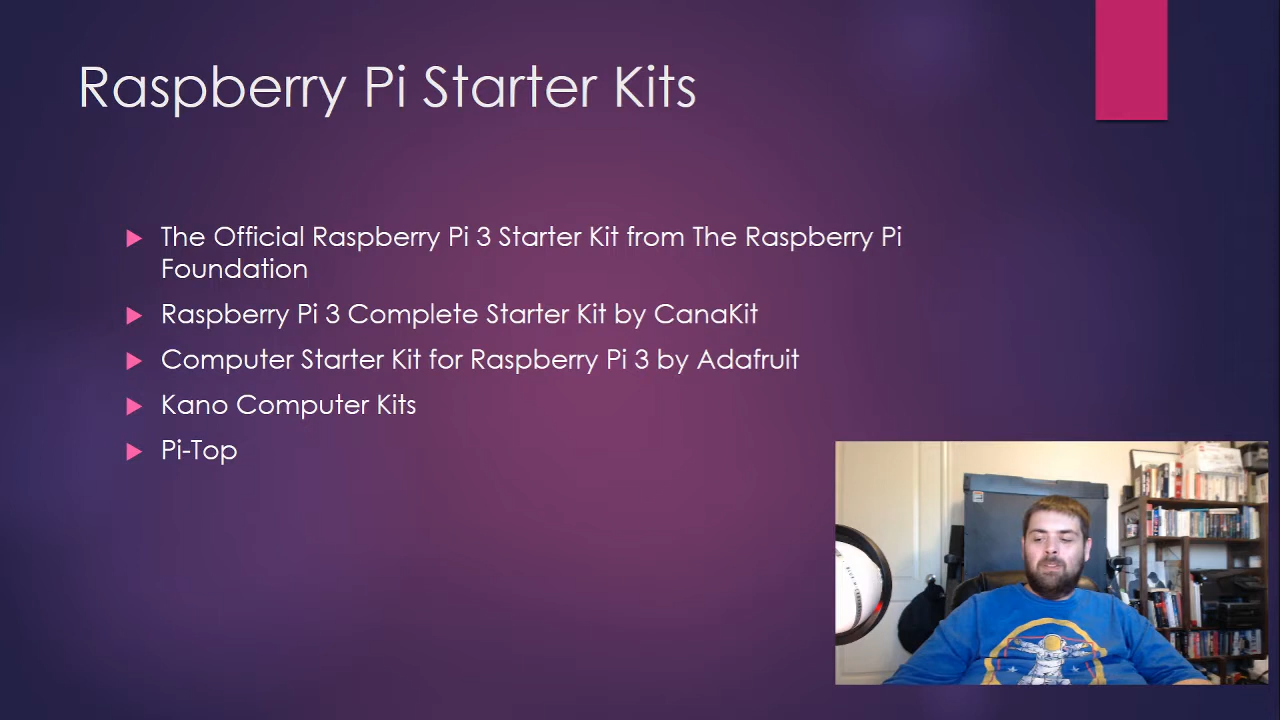 Raspberry Pi Starter Kits
The Official Raspberry Pi 3 Starter Kit from The Raspberry Pi
Foundation
Raspberry Pi 3 Complete Starter Kit by CanaKit
Computer Starter Kit for Raspberry Pi 3 by Adafruit
Kano Computer Kits
Pi-Top